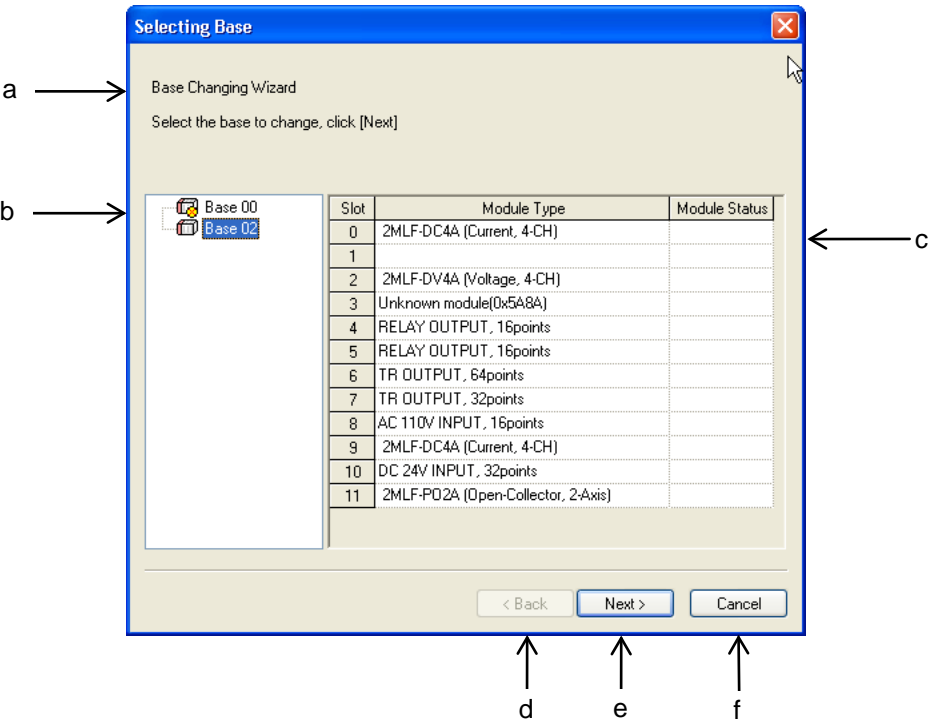 Selecting Base
a
Base Changing Wizard
Select the base to change, click [Next]
b
Base 00
Base 02
Slot Module Type Module Status
0 2MLF-DC4A (Current, 4-CH)
c
1
2 2MLF-DV4A (Voltage, 4-CH)
3 Unknown module(0x5A8A)
4 RELAY OUTPUT, 16points
5 RELAY OUTPUT, 16points
6 TR OUTPUT, 64points
7 TR OUTPUT, 32points
8 AC 110V INPUT, 16points
9 2MLF-DC4A (Current, 4-CH)
10 DC 24V INPUT, 32points
11 2MLF-PO2A (Open-Collector, 2-Axis)
< Back Next > Cancel
d e f